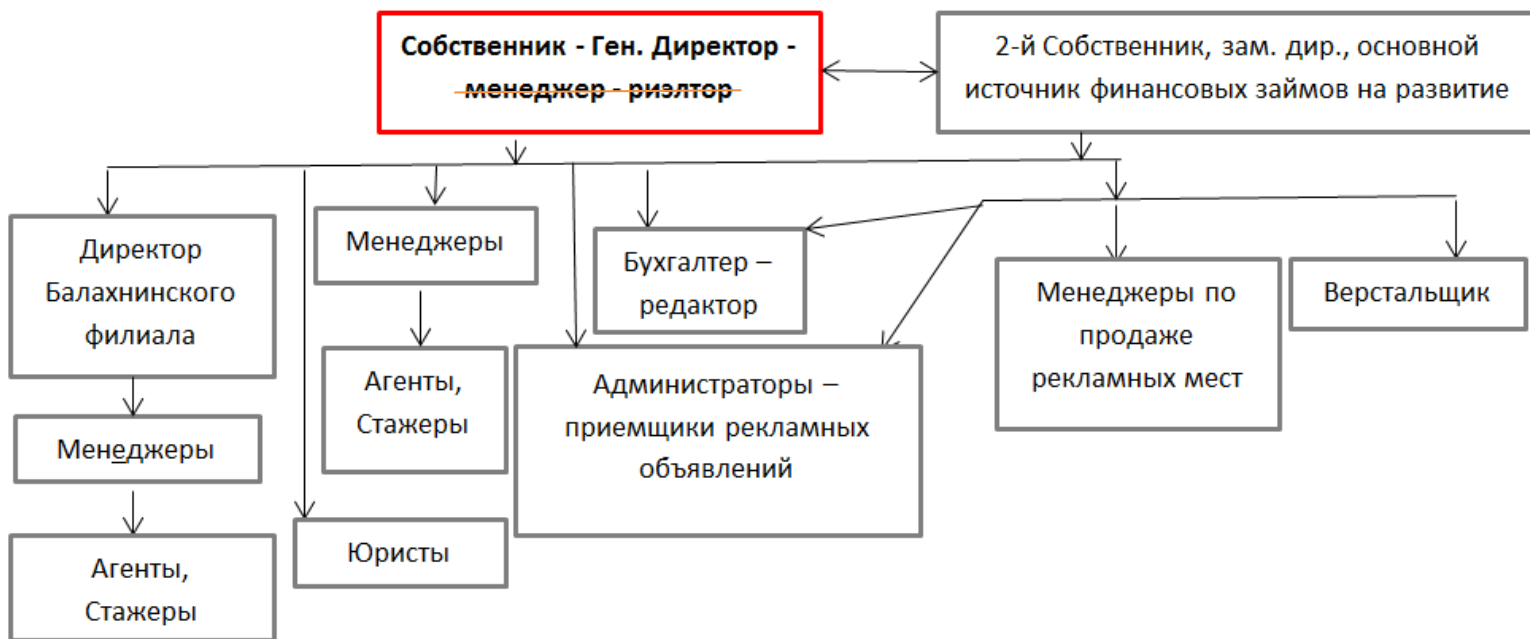 Собственник - Ген. Директор -
менеджер - риэлтор
2-й Собственник, зам. дир., основной
источник финансовых займов на развитие
Директор
Балахнинского
филиала
Менеджеры
Агенты,
Стажеры
Юристы
Менеджеры
Агенты,
Стажеры
Бухгалтер –
редактор
Администраторы –
приемщики рекламных
объявлений
Менеджеры по
продаже
рекламных мест
Верстальщик